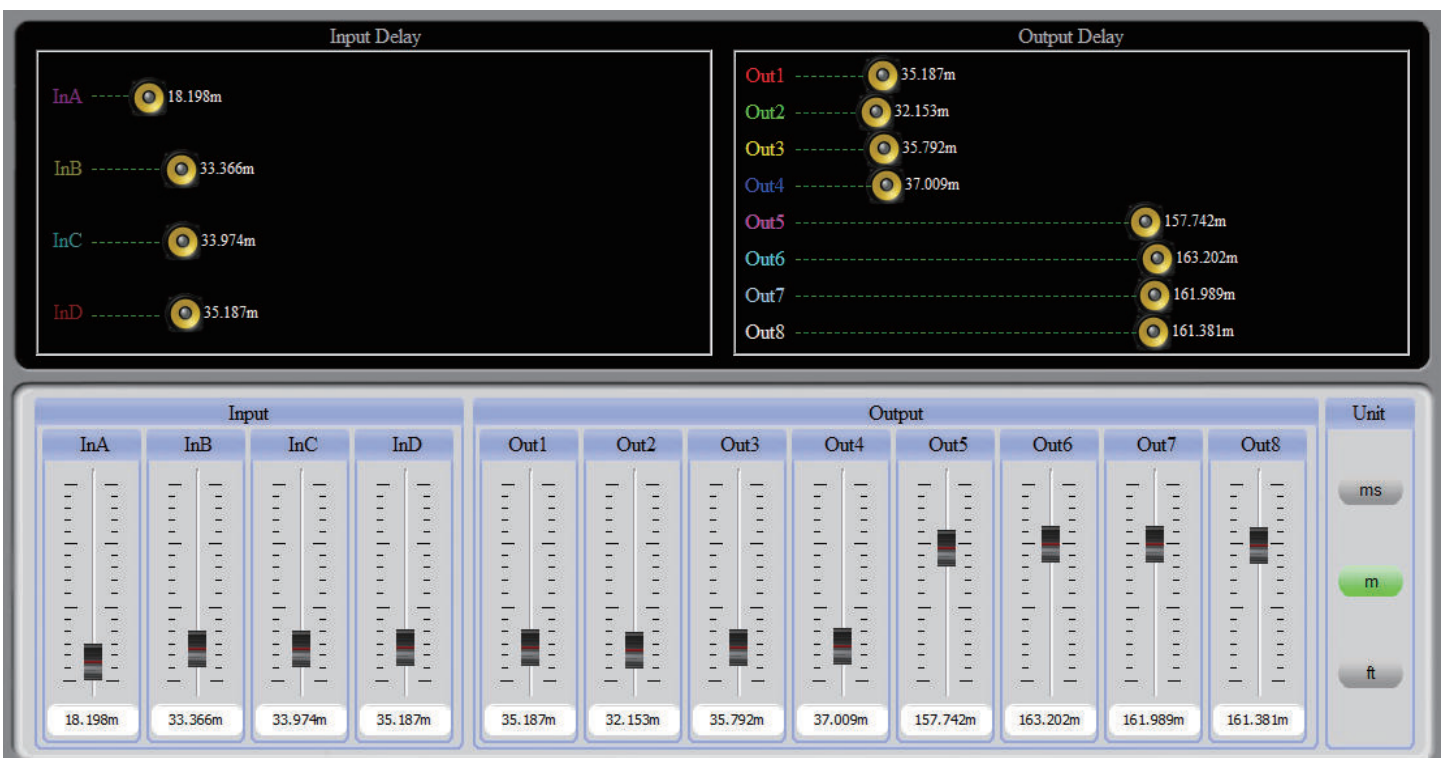 Input Delay
InA 18.198m
InB 33.366m
InC 33.974m
InD 35.187m
Output Delay
Out1 35.187m
Out2 32.153m
Out3 35.792m
Out4 37.009m
Out5 157.742m
Out6 163.202m
Out7 161.989m
Out8 161.381m
Input Output Unit
InA InB InC InD Out1 Out2 Out3 Out4 Out5 Out6 Out7 Out8
ms
m
ft
18.198m 33.366m 33.974m 35.187m 35.187m 32.153m 35.792m 37.009m 157.742m 163.202m 161.989m 161.381m